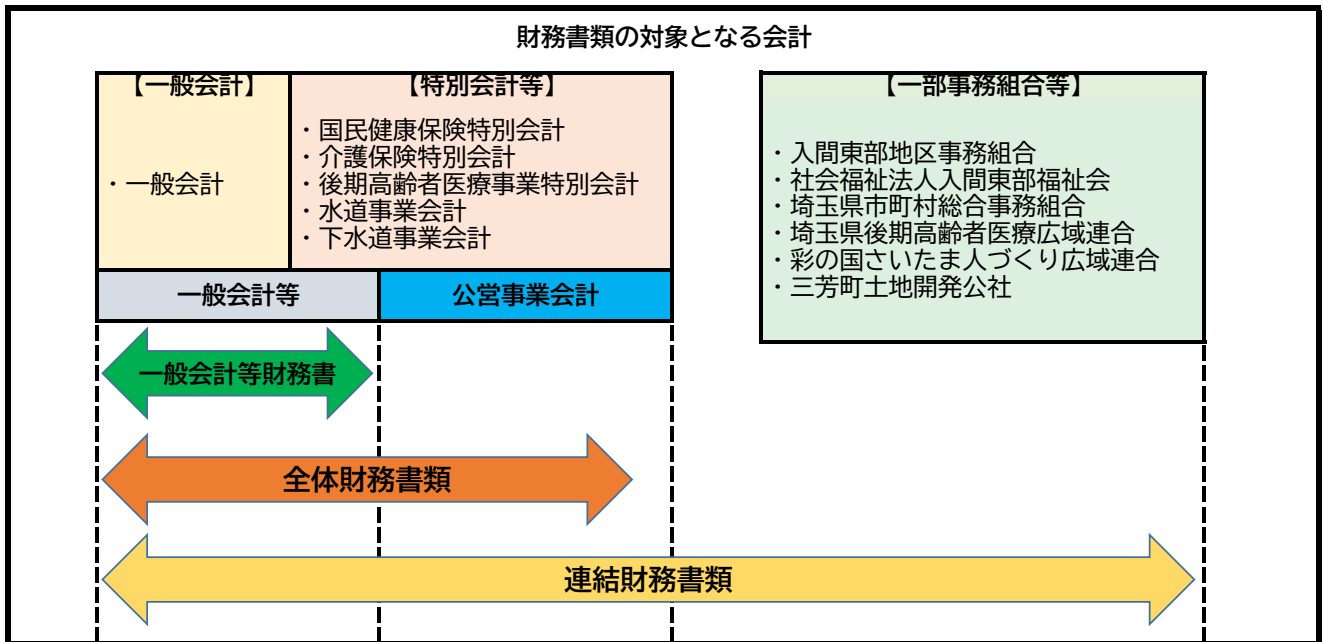 財務書類の対象となる会計
【一般会計】
・一般会計
【特別会計等】
・国民健康保険特別会計
・介護保険特別会計
・後期高齢者医療事業特別会計
・水道事業会計
・下水道事業会計
【一部事務組合等】
・入間東部地区事務組合
・社会福祉法人入間東部福祉会
・埼玉県市町村総合事務組合
・埼玉県後期高齢者医療広域連合
・彩の国さいたま人づくり広域連合
・三芳町土地開発公社
一般会計等
公営事業会計
一般会計等財務書
全体財務書類
連結財務書類